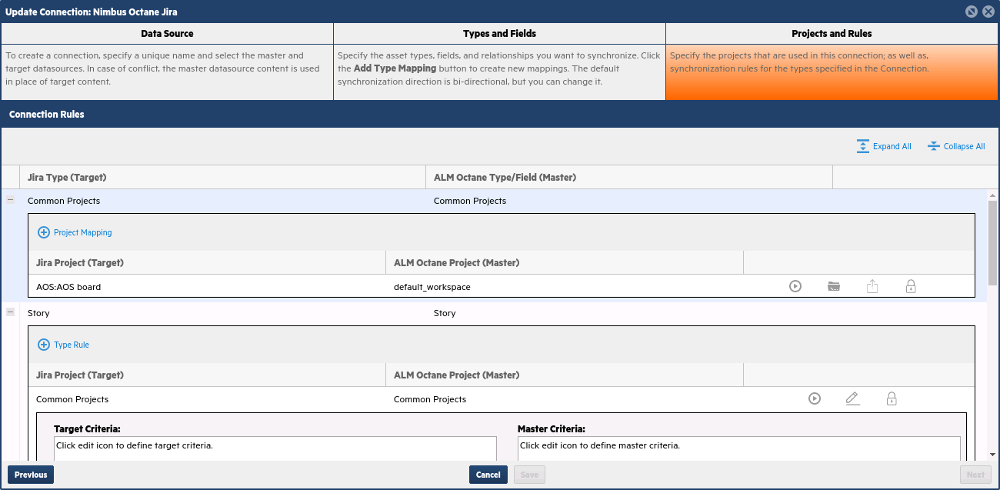 Update Connection: Nimbus Octane Jira
Data Source
Types and Fields
Projects and Rules
To create a connection, specify a unique name and select the master and
target datasources. In case of conflict, the master datasource content is used
in place of target content.
Specify the asset types, fields, and relationships you want to synchronize. Click
the Add Type Mapping button to create new mappings. The default
synchronization direction is bi-directional, but you can change it.
Specify the projects that are used in this connection; as well as,
synchronization rules for the types specified in the Connection.
Connection Rules
Expand All
Collapse All
Jira Type (Target)
ALM Octane Type/Field (Master)
Common Projects
Common Projects
Project Mapping
Jira Project (Target)
ALM Octane Project (Master)
AOS:AOS board
default_workspace
Story
Story
Type Rule
Jira Project (Target)
ALM Octane Project (Master)
Common Projects
Common Projects
Target Criteria:
Master Criteria:
Click edit icon to define target criteria.
Click edit icon to define master criteria.
Previous
Cancel
Save
Next